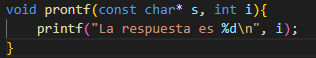 void prontf(const char* s, int i){
    printf("La respuesta es %d\n", i);
}